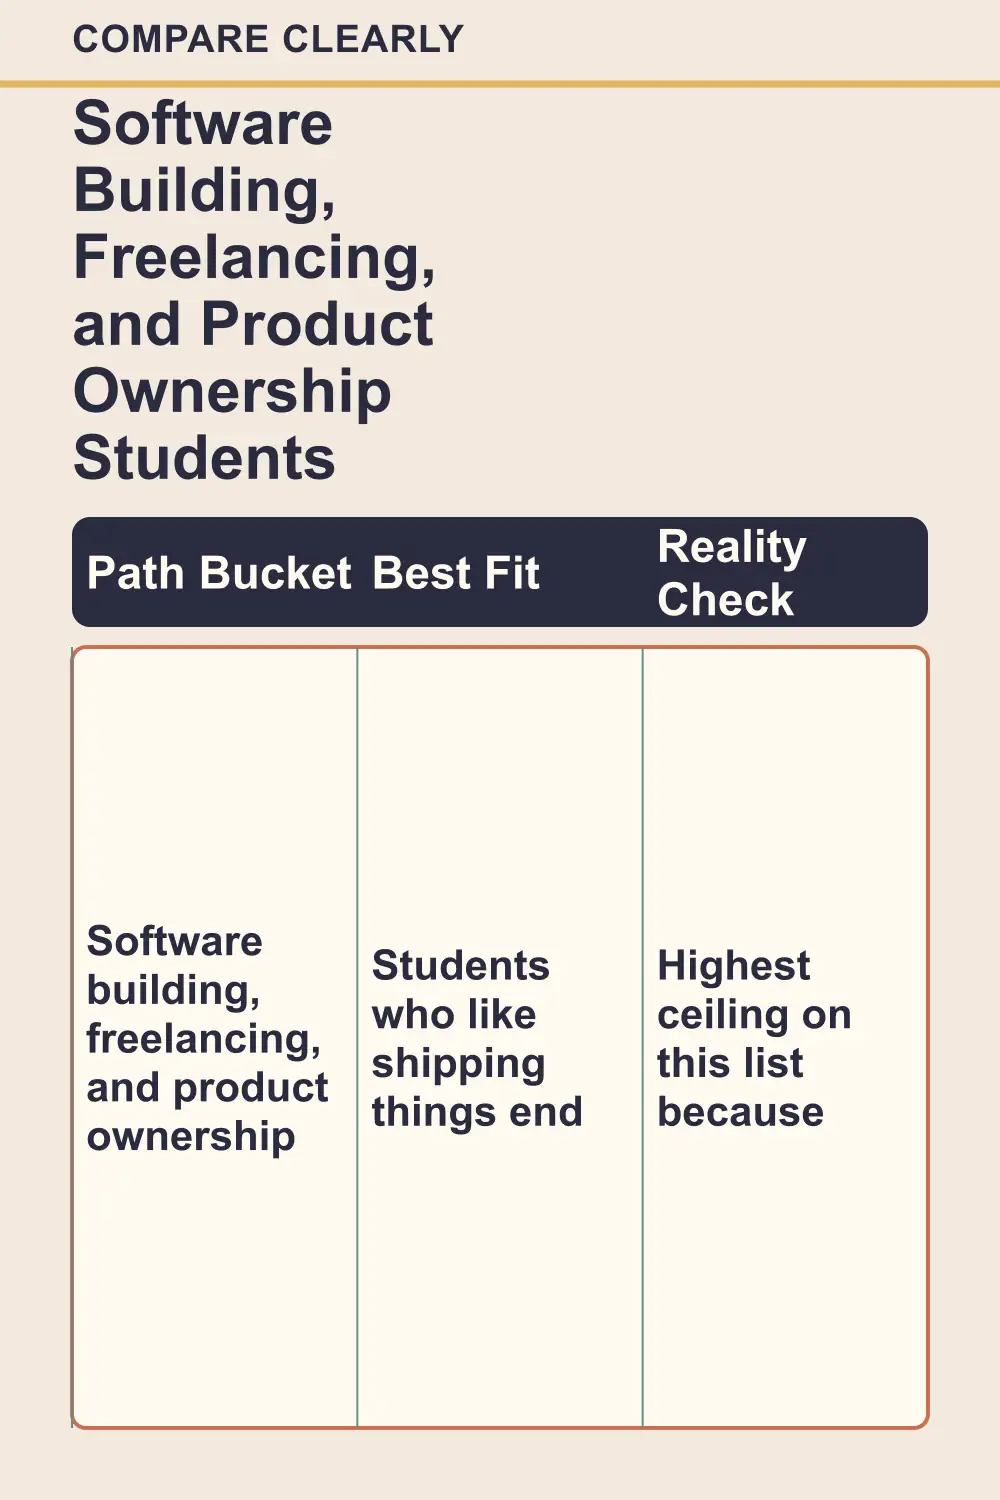 COMPARE CLEARLY
Software
Building,
Freelancing,
and Product
Ownership
Students
Path Bucket
Best Fit
Reality
Check
Software
building,
freelancing,
and product
ownership
Students
who like
shipping
things end
Highest
ceiling on
this list
because